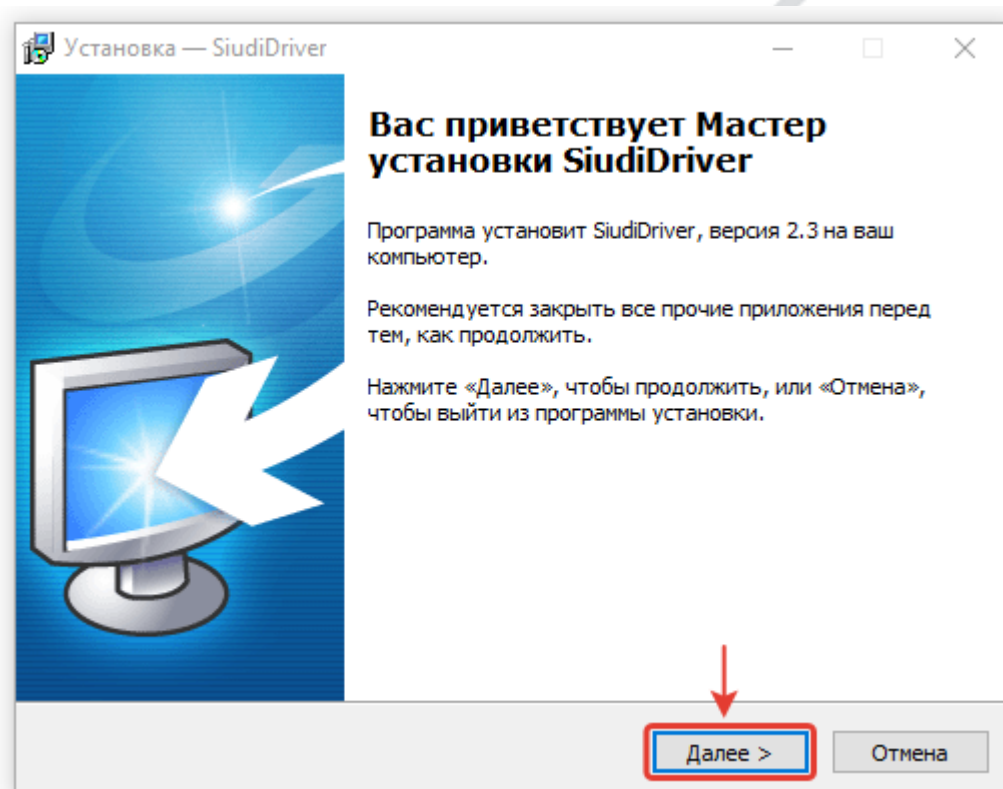 Установка — SiudiDriver
Вас приветствует Мастер
установки SiudiDriver
Программа установит SiudiDriver, версия 2.3 на ваш
компьютер.
Рекомендуется закрыть все прочие приложения перед
тем, как продолжить.
Нажмите «Далее», чтобы продолжить, или «Отмена»,
чтобы выйти из программы установки.
Далее >
Отмена